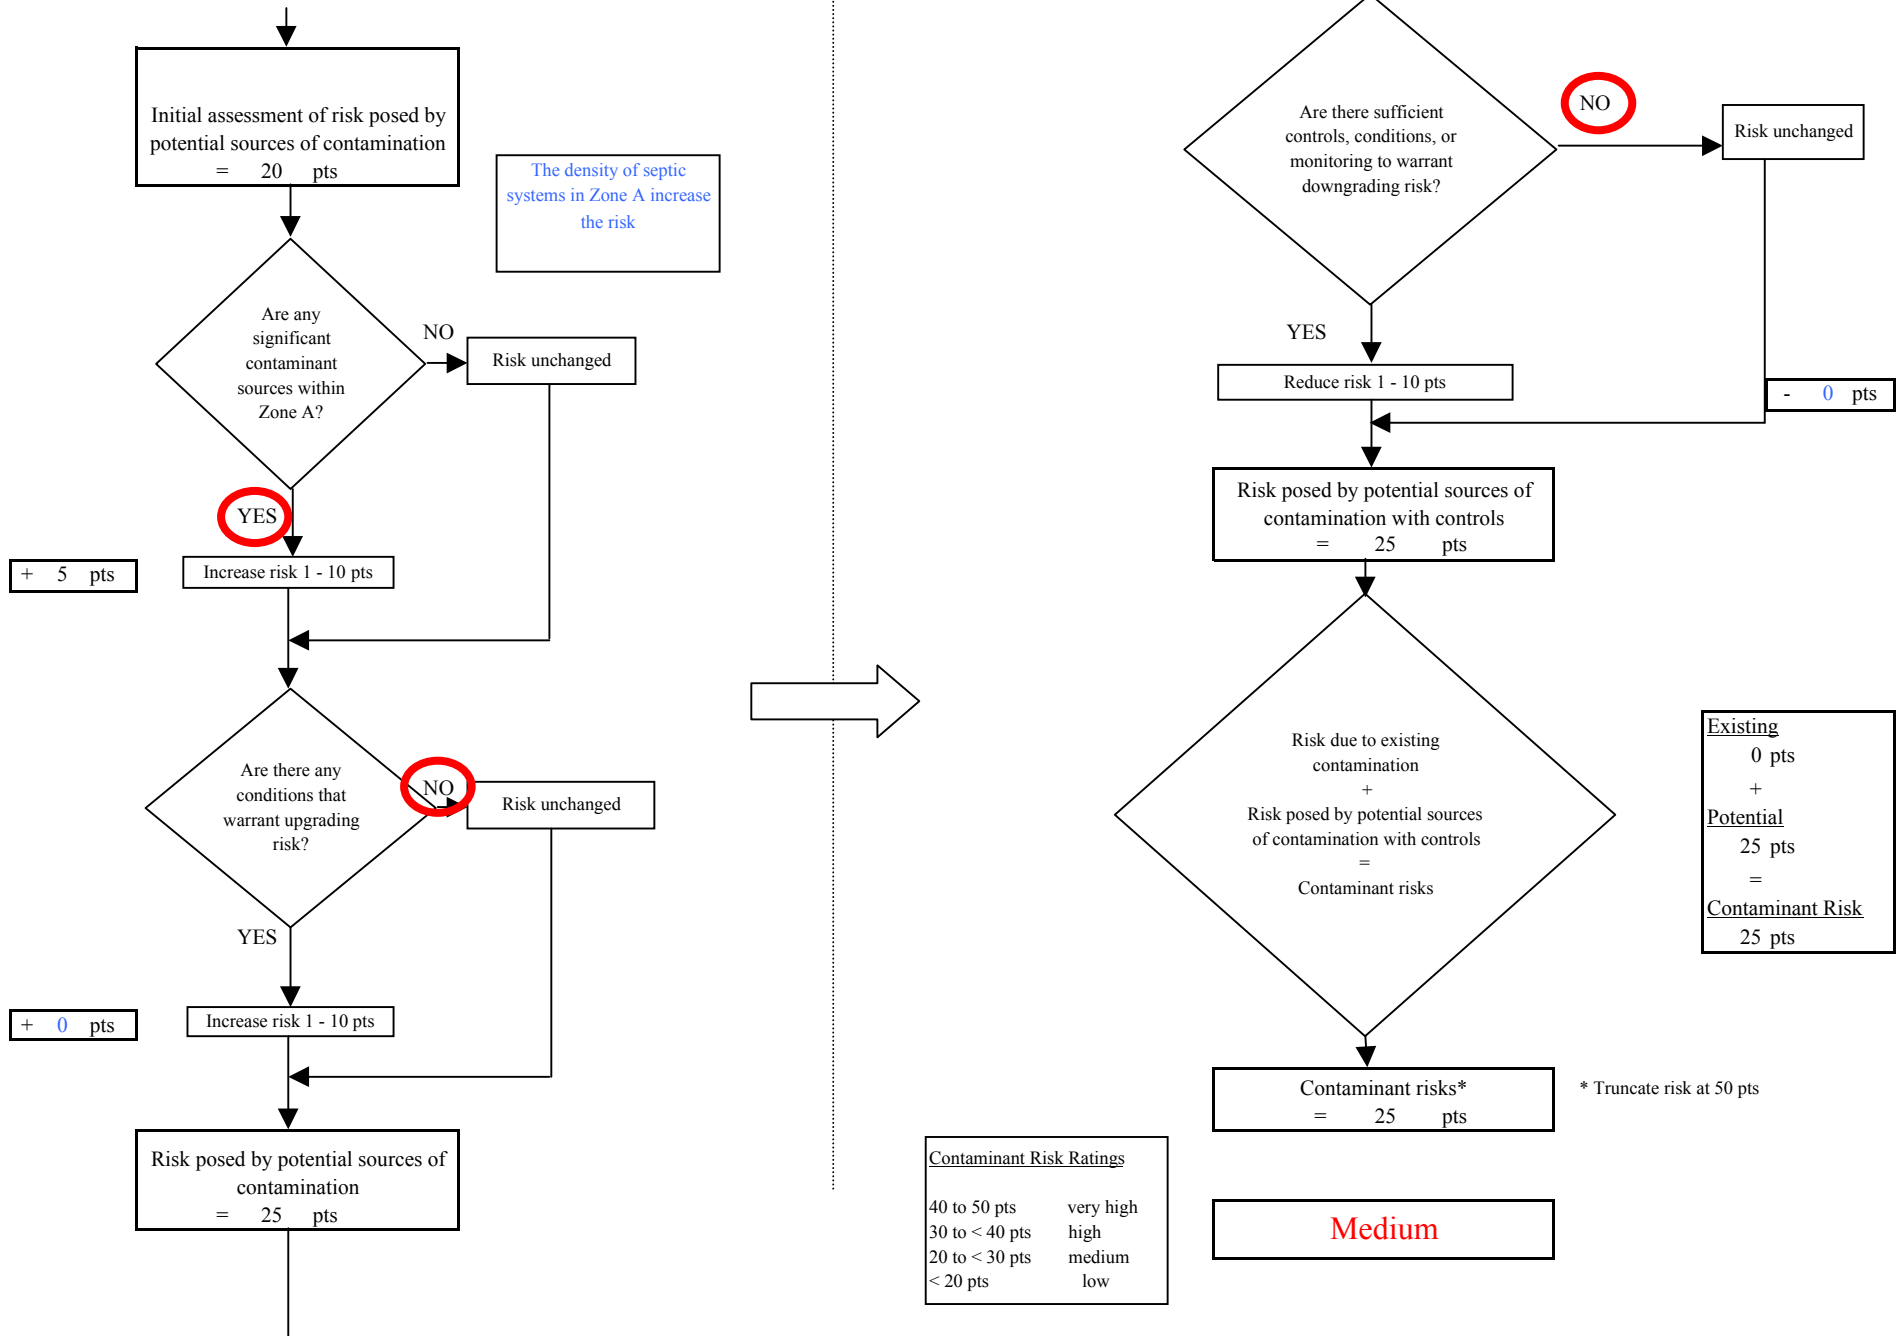 Initial assessment of risk posed by
potential sources of contamination
= 20 pts
The density of septic
systems in Zone A increase
the risk
Are any
significant
contaminant
sources within
Zone A?
NO
Risk unchanged
YES
+ 5 pts
Increase risk 1 - 10 pts
Are there any
conditions that
warrant upgrading
risk?
NO
Risk unchanged
YES
+ 0 pts
Increase risk 1 - 10 pts
Risk posed by potential sources of
contamination
= 25 pts
Are there sufficient
controls, conditions, or
monitoring to warrant
downgrading risk?
NO
Risk unchanged
YES
Reduce risk 1 - 10 pts
- 0 pts
Risk posed by potential sources of
contamination with controls
= 25 pts
Risk due to existing
contamination
+
Risk posed by potential sources
of contamination with controls
=
Contaminant risks
Existing
0 pts
+
Potential
25 pts
=
Contaminant Risk
25 pts
Contaminant risks*
= 25 pts
* Truncate risk at 50 pts
Contaminant Risk Ratings
40 to 50 pts very high
30 to < 40 pts high
20 to < 30 pts medium
< 20 pts low
Medium